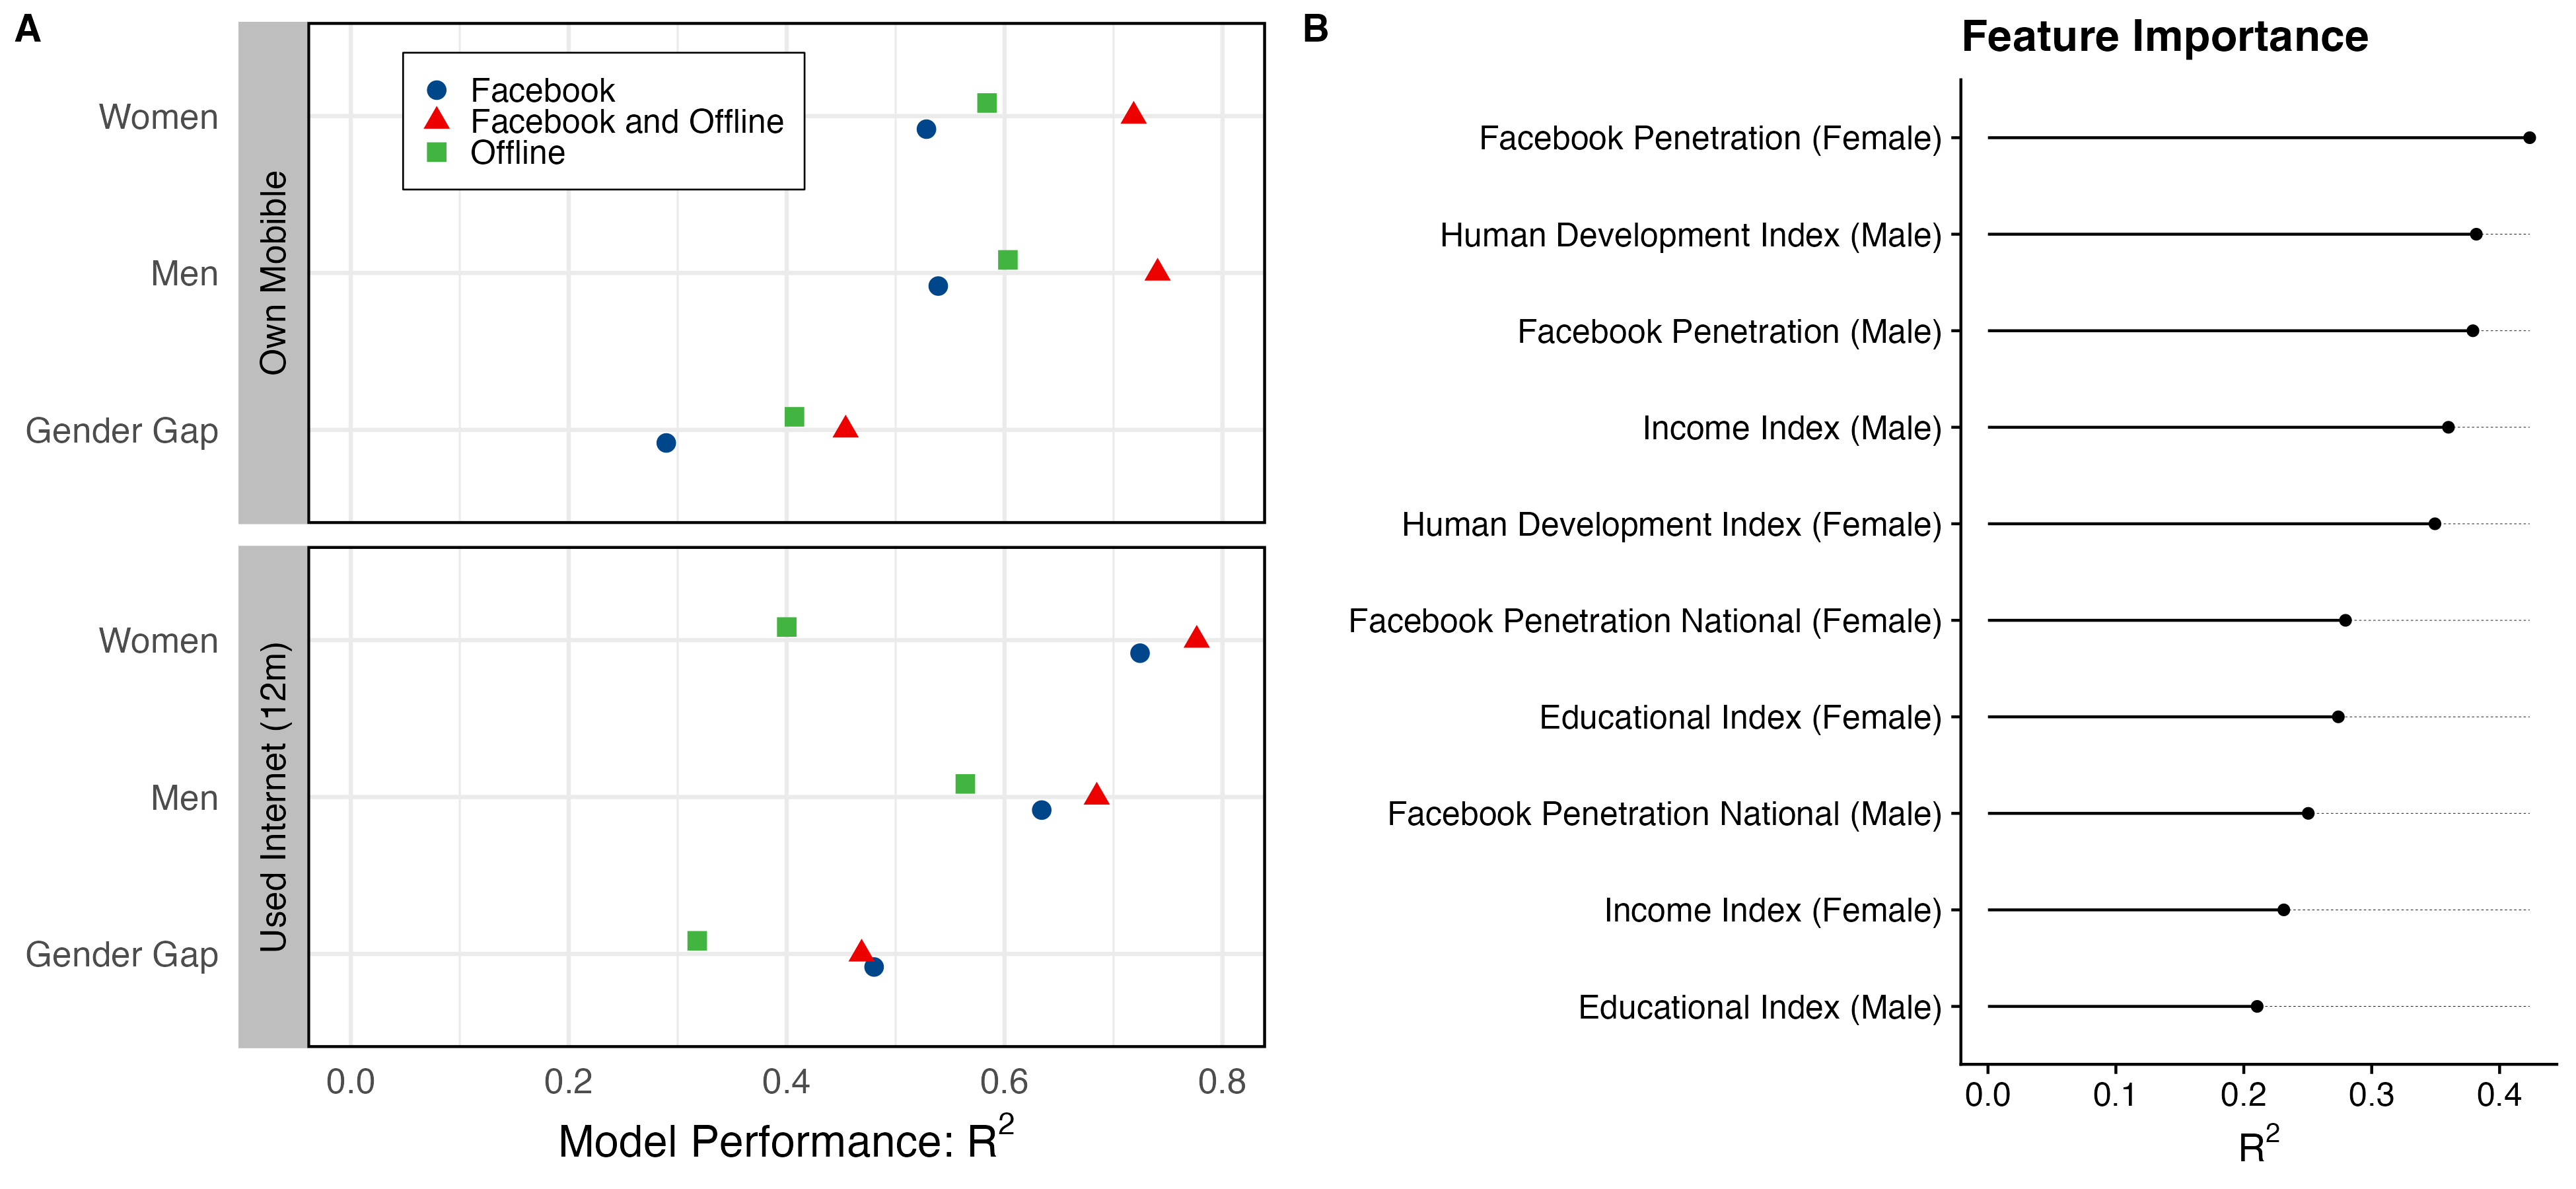 A
Own Mobible
Women
Men
Gender Gap
Facebook
Facebook and Offline
Offline
Used Internet (12m)
Women
Men
Gender Gap
0.0 0.2 0.4 0.6 0.8
Model Performance: R²
B
Feature Importance
Facebook Penetration (Female)
Human Development Index (Male)
Facebook Penetration (Male)
Income Index (Male)
Human Development Index (Female)
Facebook Penetration National (Female)
Educational Index (Female)
Facebook Penetration National (Male)
Income Index (Female)
Educational Index (Male)
0.0 0.1 0.2 0.3 0.4
R²